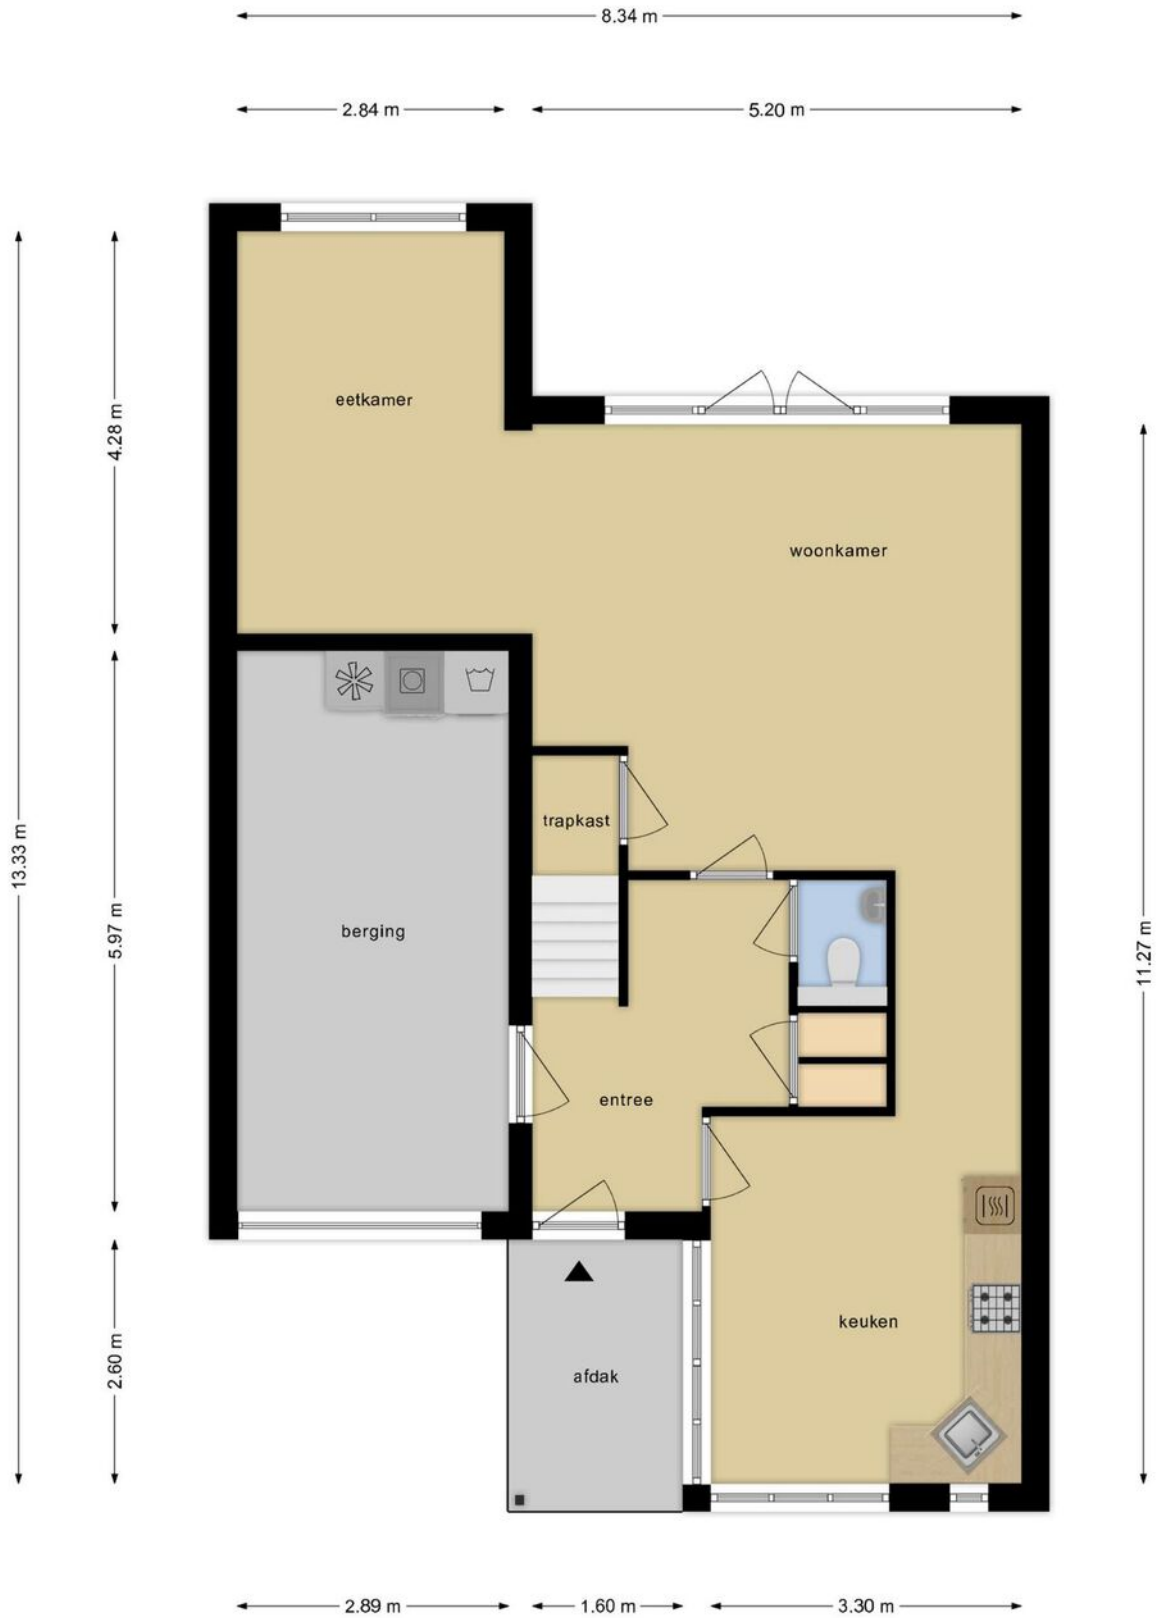 8.34 m
2.84 m
5.20 m
eetkamer
4.28 m
woonkamer
trapkast
13.33 m
5.97 m
berging
11.27 m
entree
keuken
2.60 m
afdak
2.89 m
1.60 m
3.30 m